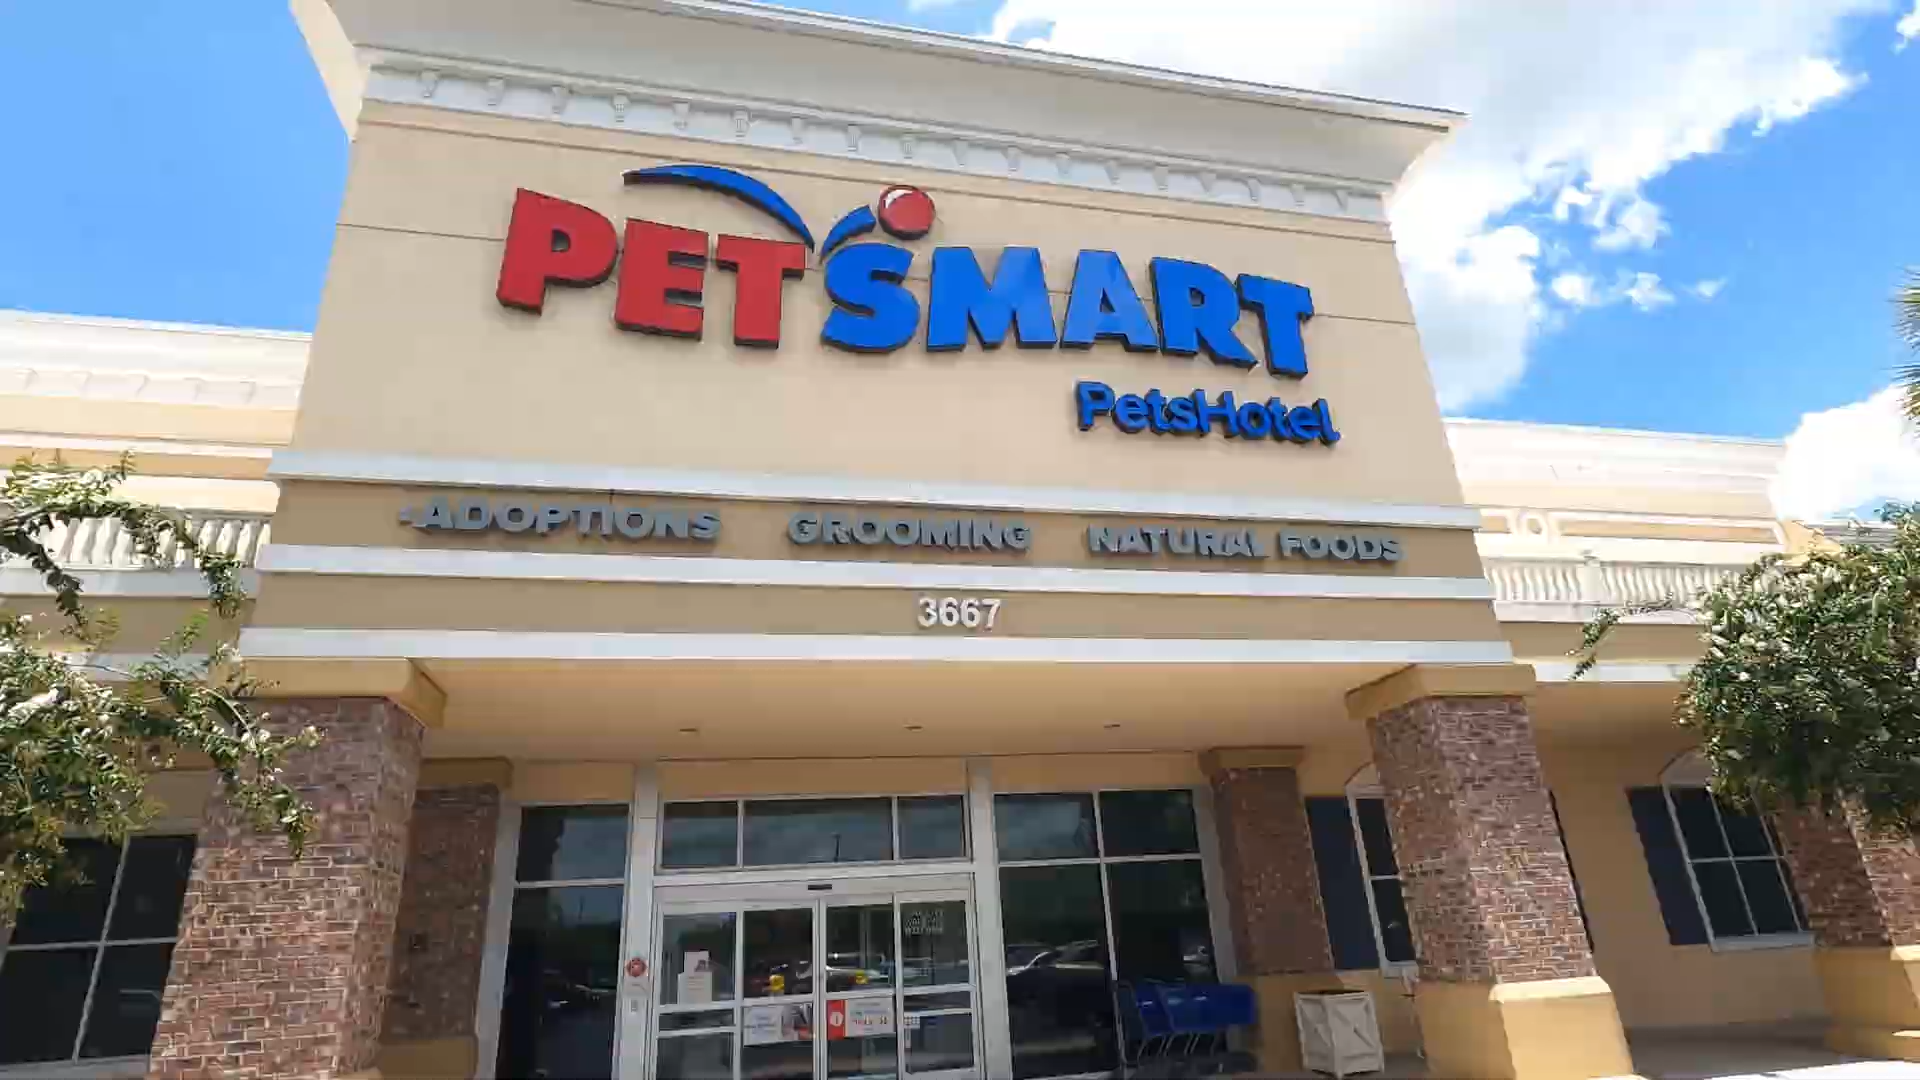 PETSMART
PetsHotel
ADOPTIONS GROOMING NATURAL FOODS
3667